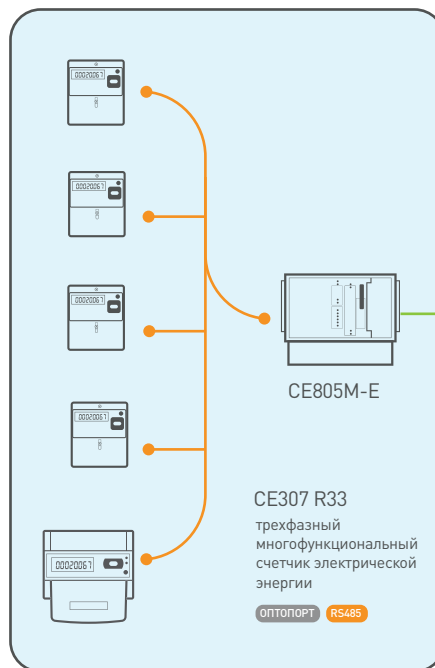 00020067
00020067
00020067
00020067
00020067
CE805M-E
CE307 R33
трехфазный
многофункциональный
счетчик электрической
энергии
ОПТОПОРТ RS485